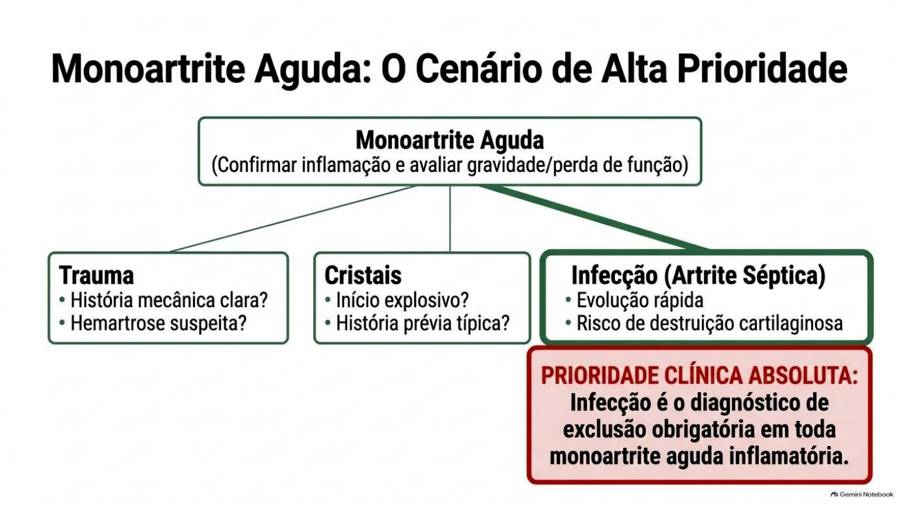 Monoartrite Aguda: O Cenário de Alta Prioridade
Monoartrite Aguda
(Confirmar inflamação e avaliar gravidade/perda de função)
Trauma
• História mecânica clara?
• Hemartrose suspeita?
Cristais
• Início explosivo?
• História prévia típica?
Infecção (Artrite Séptica)
• Evolução rápida
• Risco de destruição cartilaginosa
PRIORIDADE CLÍNICA ABSOLUTA:
Infecção é o diagnóstico de
exclusão obrigatória em toda
monoartrite aguda inflamatória.
Gemini Notebook